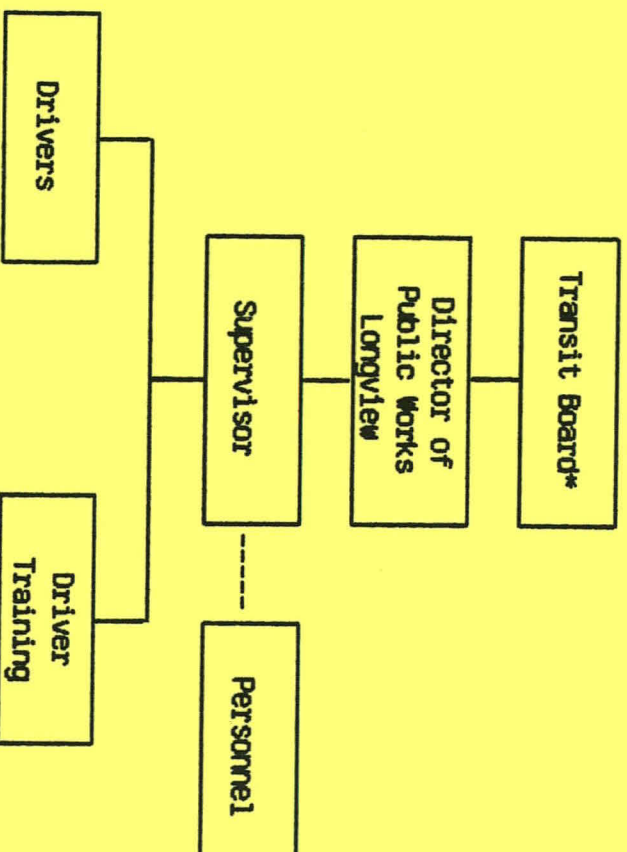 Transit Board*
Director of
Public Works
Longview
Supervisor
Personnel
Drivers
Driver
Training